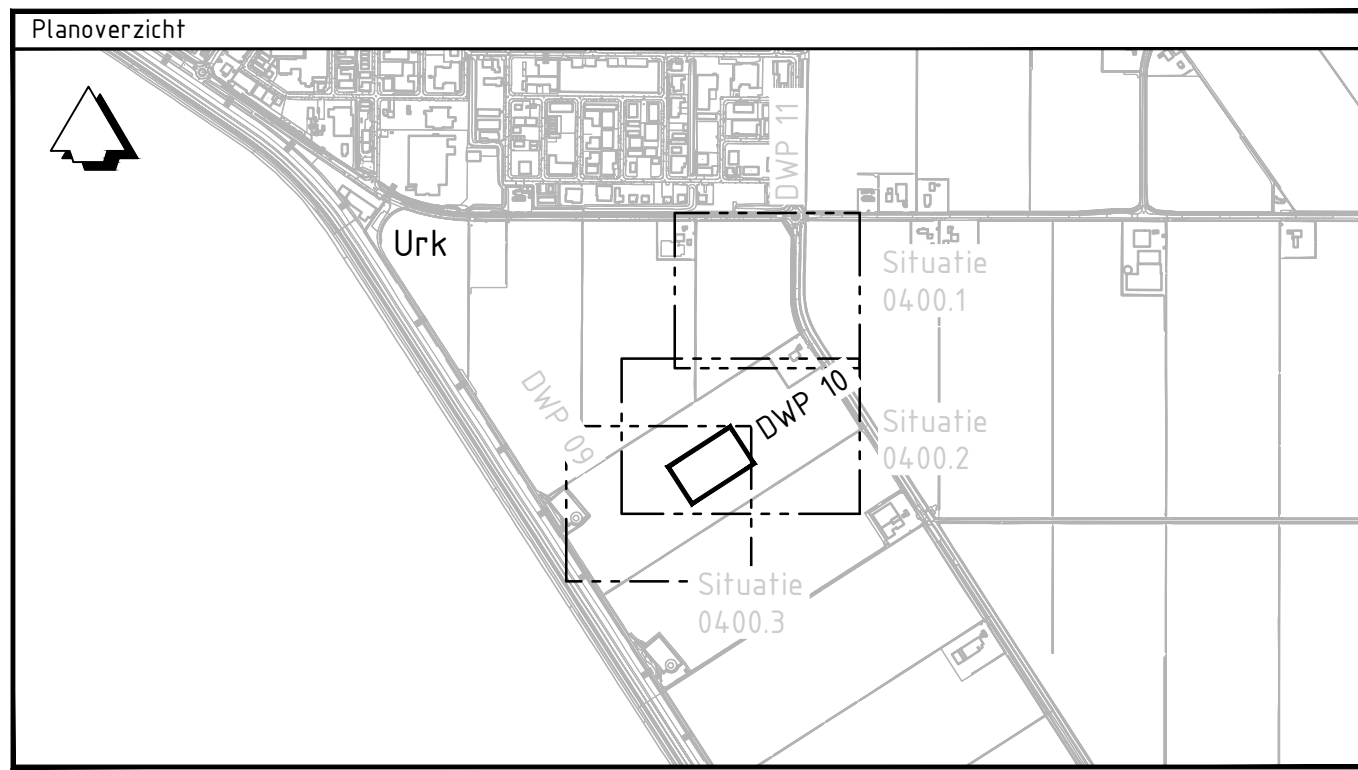 Planoverzicht
DWP 11
Urk
Situatie
0400.1
DWP 09
DWP 10
Situatie
0400.2
Situatie
0400.3